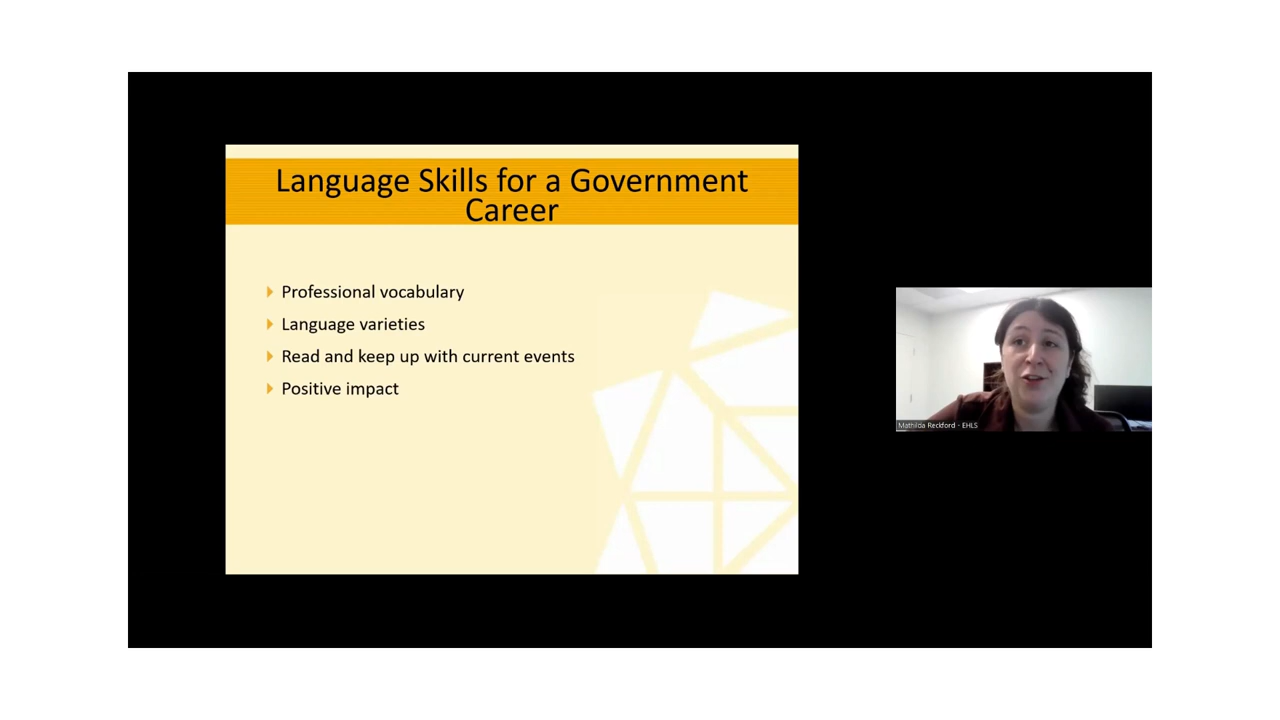 Language Skills for a Government
Career
Professional vocabulary
Language varieties
Read and keep up with current events
Positive impact
Mathilda Reckford - EHLS